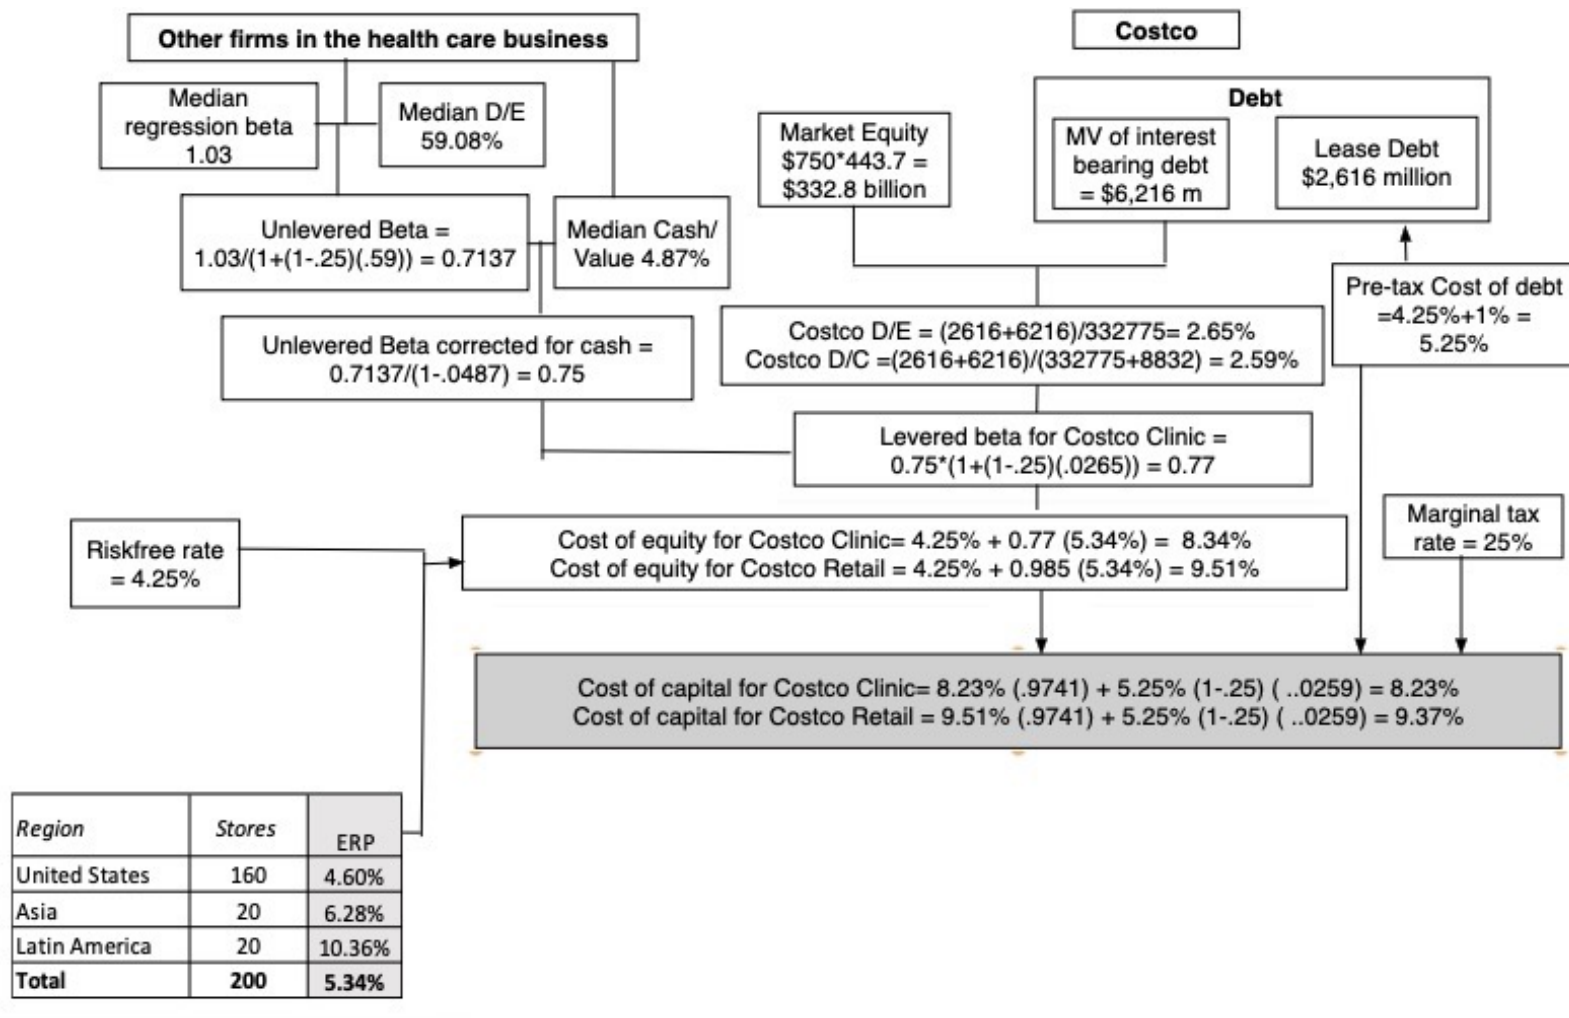 Other firms in the health care business
Costco
Median
regression beta
1.03
Median D/E
59.08%
Market Equity
$750*443.7 =
$332.8 billion
Debt
MV of interest
bearing debt
= $6,216 m
Lease Debt
$2,616 million
Unlevered Beta =
1.03/(1+(1-.25)(.59)) = 0.7137
Median Cash/
Value 4.87%
Pre-tax Cost of debt
=4.25%+1% =
5.25%
Unlevered Beta corrected for cash =
0.7137/(1-.0487) = 0.75
Costco D/E = (2616+6216)/332775= 2.65%
Costco D/C =(2616+6216)/(332775+8832) = 2.59%
Levered beta for Costco Clinic =
0.75*(1+(1-.25)(.0265)) = 0.77
Riskfree rate
= 4.25%
Cost of equity for Costco Clinic= 4.25% + 0.77 (5.34%) = 8.34%
Cost of equity for Costco Retail = 4.25% + 0.985 (5.34%) = 9.51%
Marginal tax
rate = 25%
Cost of capital for Costco Clinic= 8.23% (.9741) + 5.25% (1-.25) ( ..0259) = 8.23%
Cost of capital for Costco Retail = 9.51% (.9741) + 5.25% (1-.25) ( ..0259) = 9.37%
Region Stores ERP
United States 160 4.60%
Asia 20 6.28%
Latin America 20 10.36%
Total 200 5.34%